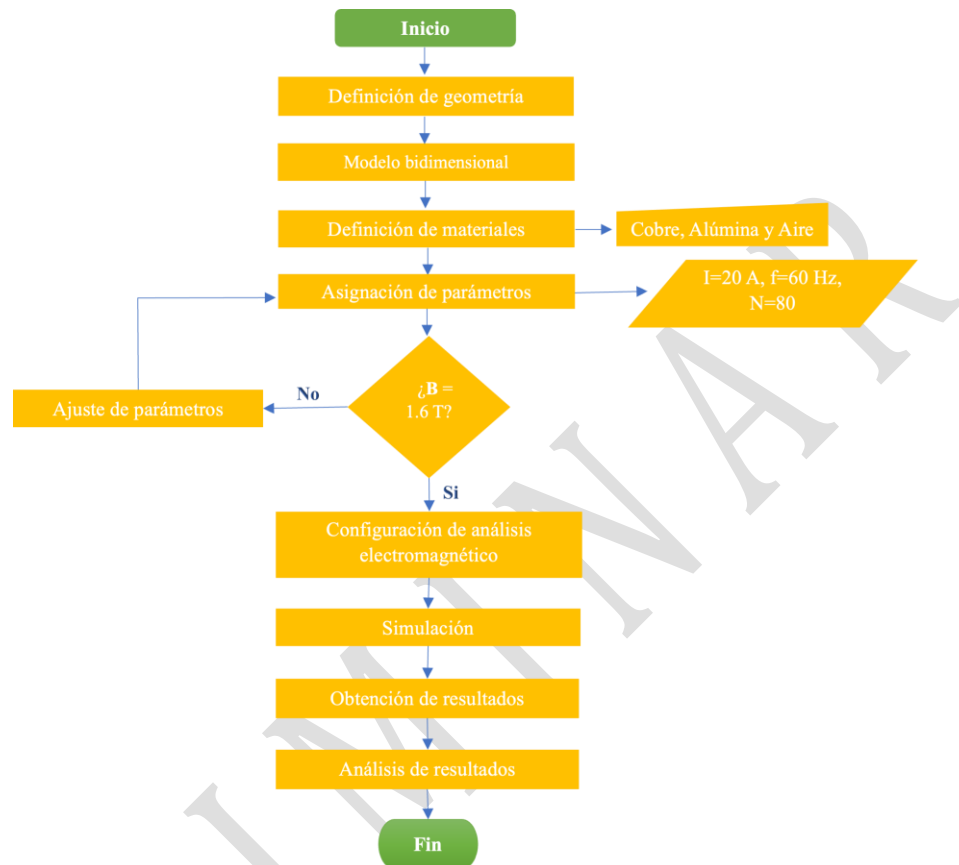 Inicio
Definición de geometría
Modelo bidimensional
Definición de materiales
Cobre, Alúmina y Aire
Asignación de parámetros
I=20 A, f=60 Hz,
N=80
¿B =
1.6 T?
No
Ajuste de parámetros
Si
Configuración de análisis
electromagnético
Simulación
Obtención de resultados
Análisis de resultados
Fin
IMINAR